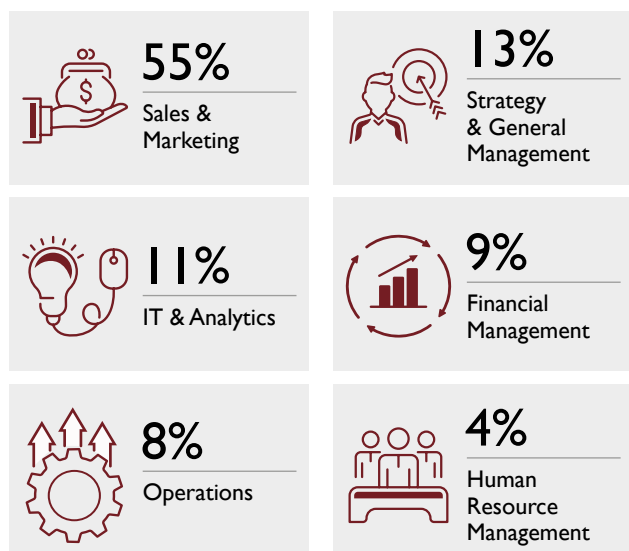 55%
Sales &
Marketing
13%
Strategy
& General
Management
11%
IT & Analytics
9%
Financial
Management
8%
Operations
4%
Human
Resource
Management
$